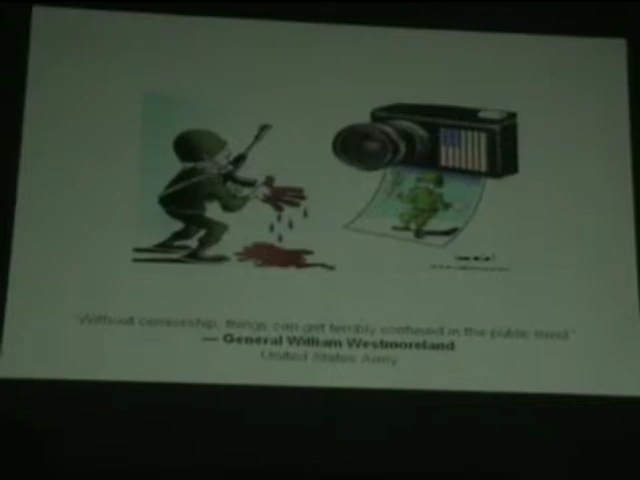 "Without censorship, things can get terribly confused in the public mind."
— General William Westmoreland
United States Army